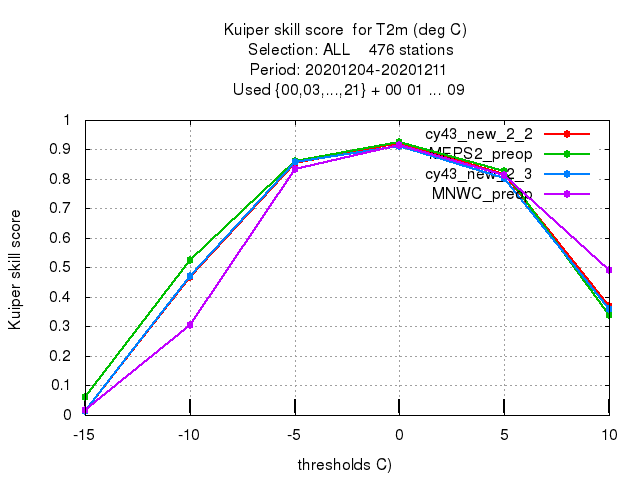 Kuiper skill score  for T2m (deg C)
Selection: ALL    476 stations
Period: 20201204-20201211
Used {00,03,...,21} + 00 01 ... 09
cy43_new_2_2
MEPS2_preop
cy43_new_2_3
MNWC_preop
Kuiper skill score
1
0.9
0.8
0.7
0.6
0.5
0.4
0.3
0.2
0.1
0
-15 -10 -5 0 5 10
thresholds C)